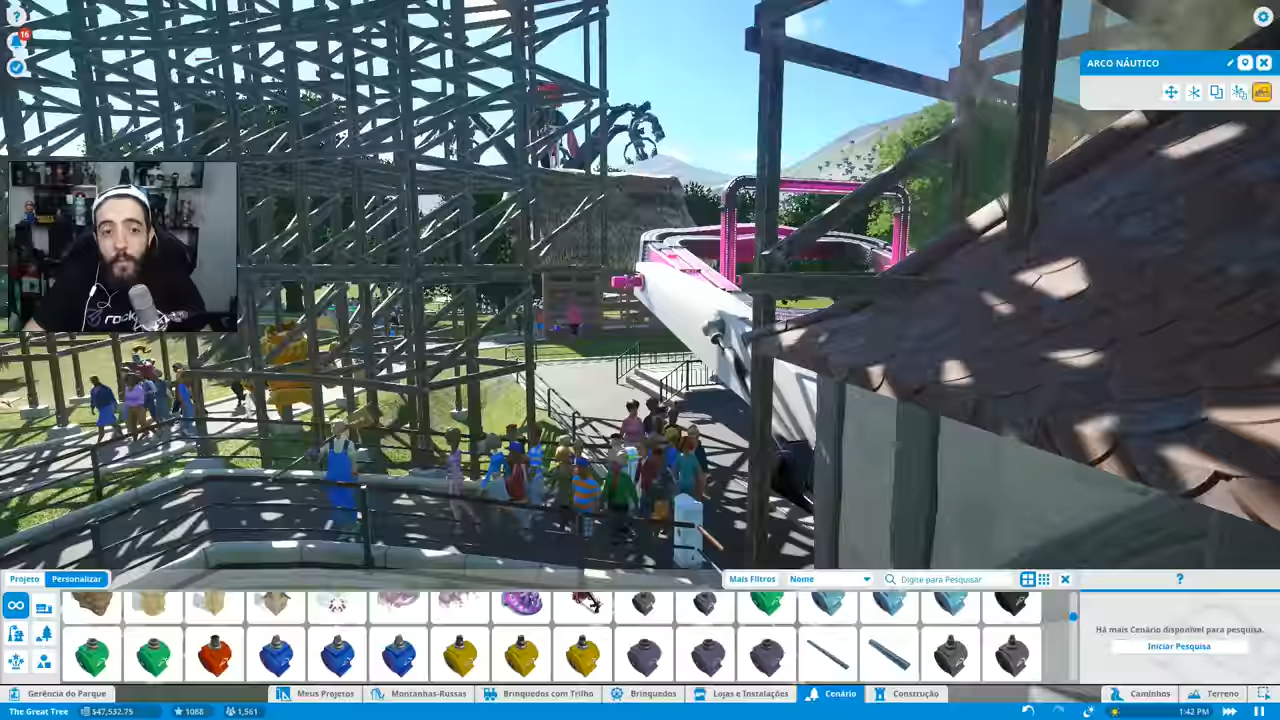 ?
16
ARCO NÁUTICO
rock
Projeto
Personalizar
Mais Filtros
Nome
Digite para Pesquisar
?
Há mais Cenário disponível para pesquisa.
Iniciar Pesquisa
Gerência do Parque
Meus Projetos
Montanhas-Russas
Brinquedos com Trilho
Brinquedos
Lojas e Instalações
Cenário
Construção
Caminhos
Terreno
The Great Tree
$47,532.75
1088
1,561
1:42 PM